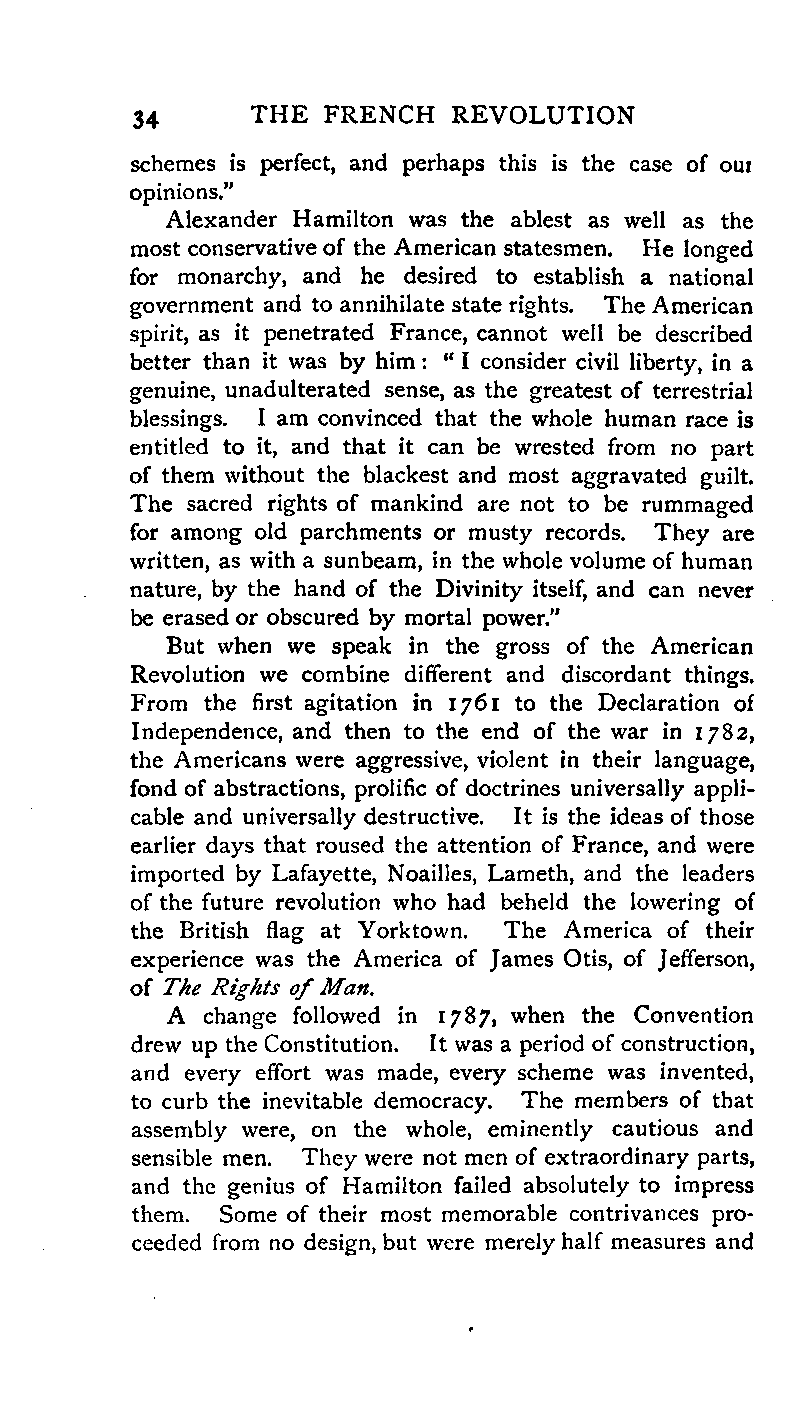 34 THE FRENCH REVOLUTION
schemes is perfect, and perhaps this is the case of our
opinions.”
Alexander Hamilton was the ablest as well as the
most conservative of the American statesmen. He longed
for monarchy, and he desired to establish a national
government and to annihilate state rights. The American
spirit, as it penetrated France, cannot well be described
better than it was by him: “I consider civil liberty, in a
genuine, unadulterated sense, as the greatest of terrestrial
blessings. I am convinced that the whole human race is
entitled to it, and that it can be wrested from no part
of them without the blackest and most aggravated guilt.
The sacred rights of mankind are not to be rummaged
for among old parchments or musty records. They are
written, as with a sunbeam, in the whole volume of human
nature, by the hand of the Divinity itself, and can never
be erased or obscured by mortal power.”
But when we speak in the gross of the American
Revolution we combine different and discordant things.
From the first agitation in 1761 to the Declaration of
Independence, and then to the end of the war in 1782,
the Americans were aggressive, violent in their language,
fond of abstractions, prolific of doctrines universally appli-
cable and universally destructive. It is the ideas of those
earlier days that roused the attention of France, and were
imported by Lafayette, Noailles, Lameth, and the leaders
of the future revolution who had beheld the lowering of
the British flag at Yorktown. The America of their
experience was the America of James Otis, of Jefferson,
of The Rights of Man.
A change followed in 1787, when the Convention
drew up the Constitution. It was a period of construction,
and every effort was made, every scheme was invented,
to curb the inevitable democracy. The members of that
assembly were, on the whole, eminently cautious and
sensible men. They were not men of extraordinary parts,
and the genius of Hamilton failed absolutely to impress
them. Some of their most memorable contrivances pro-
ceeded from no design, but were merely half measures and